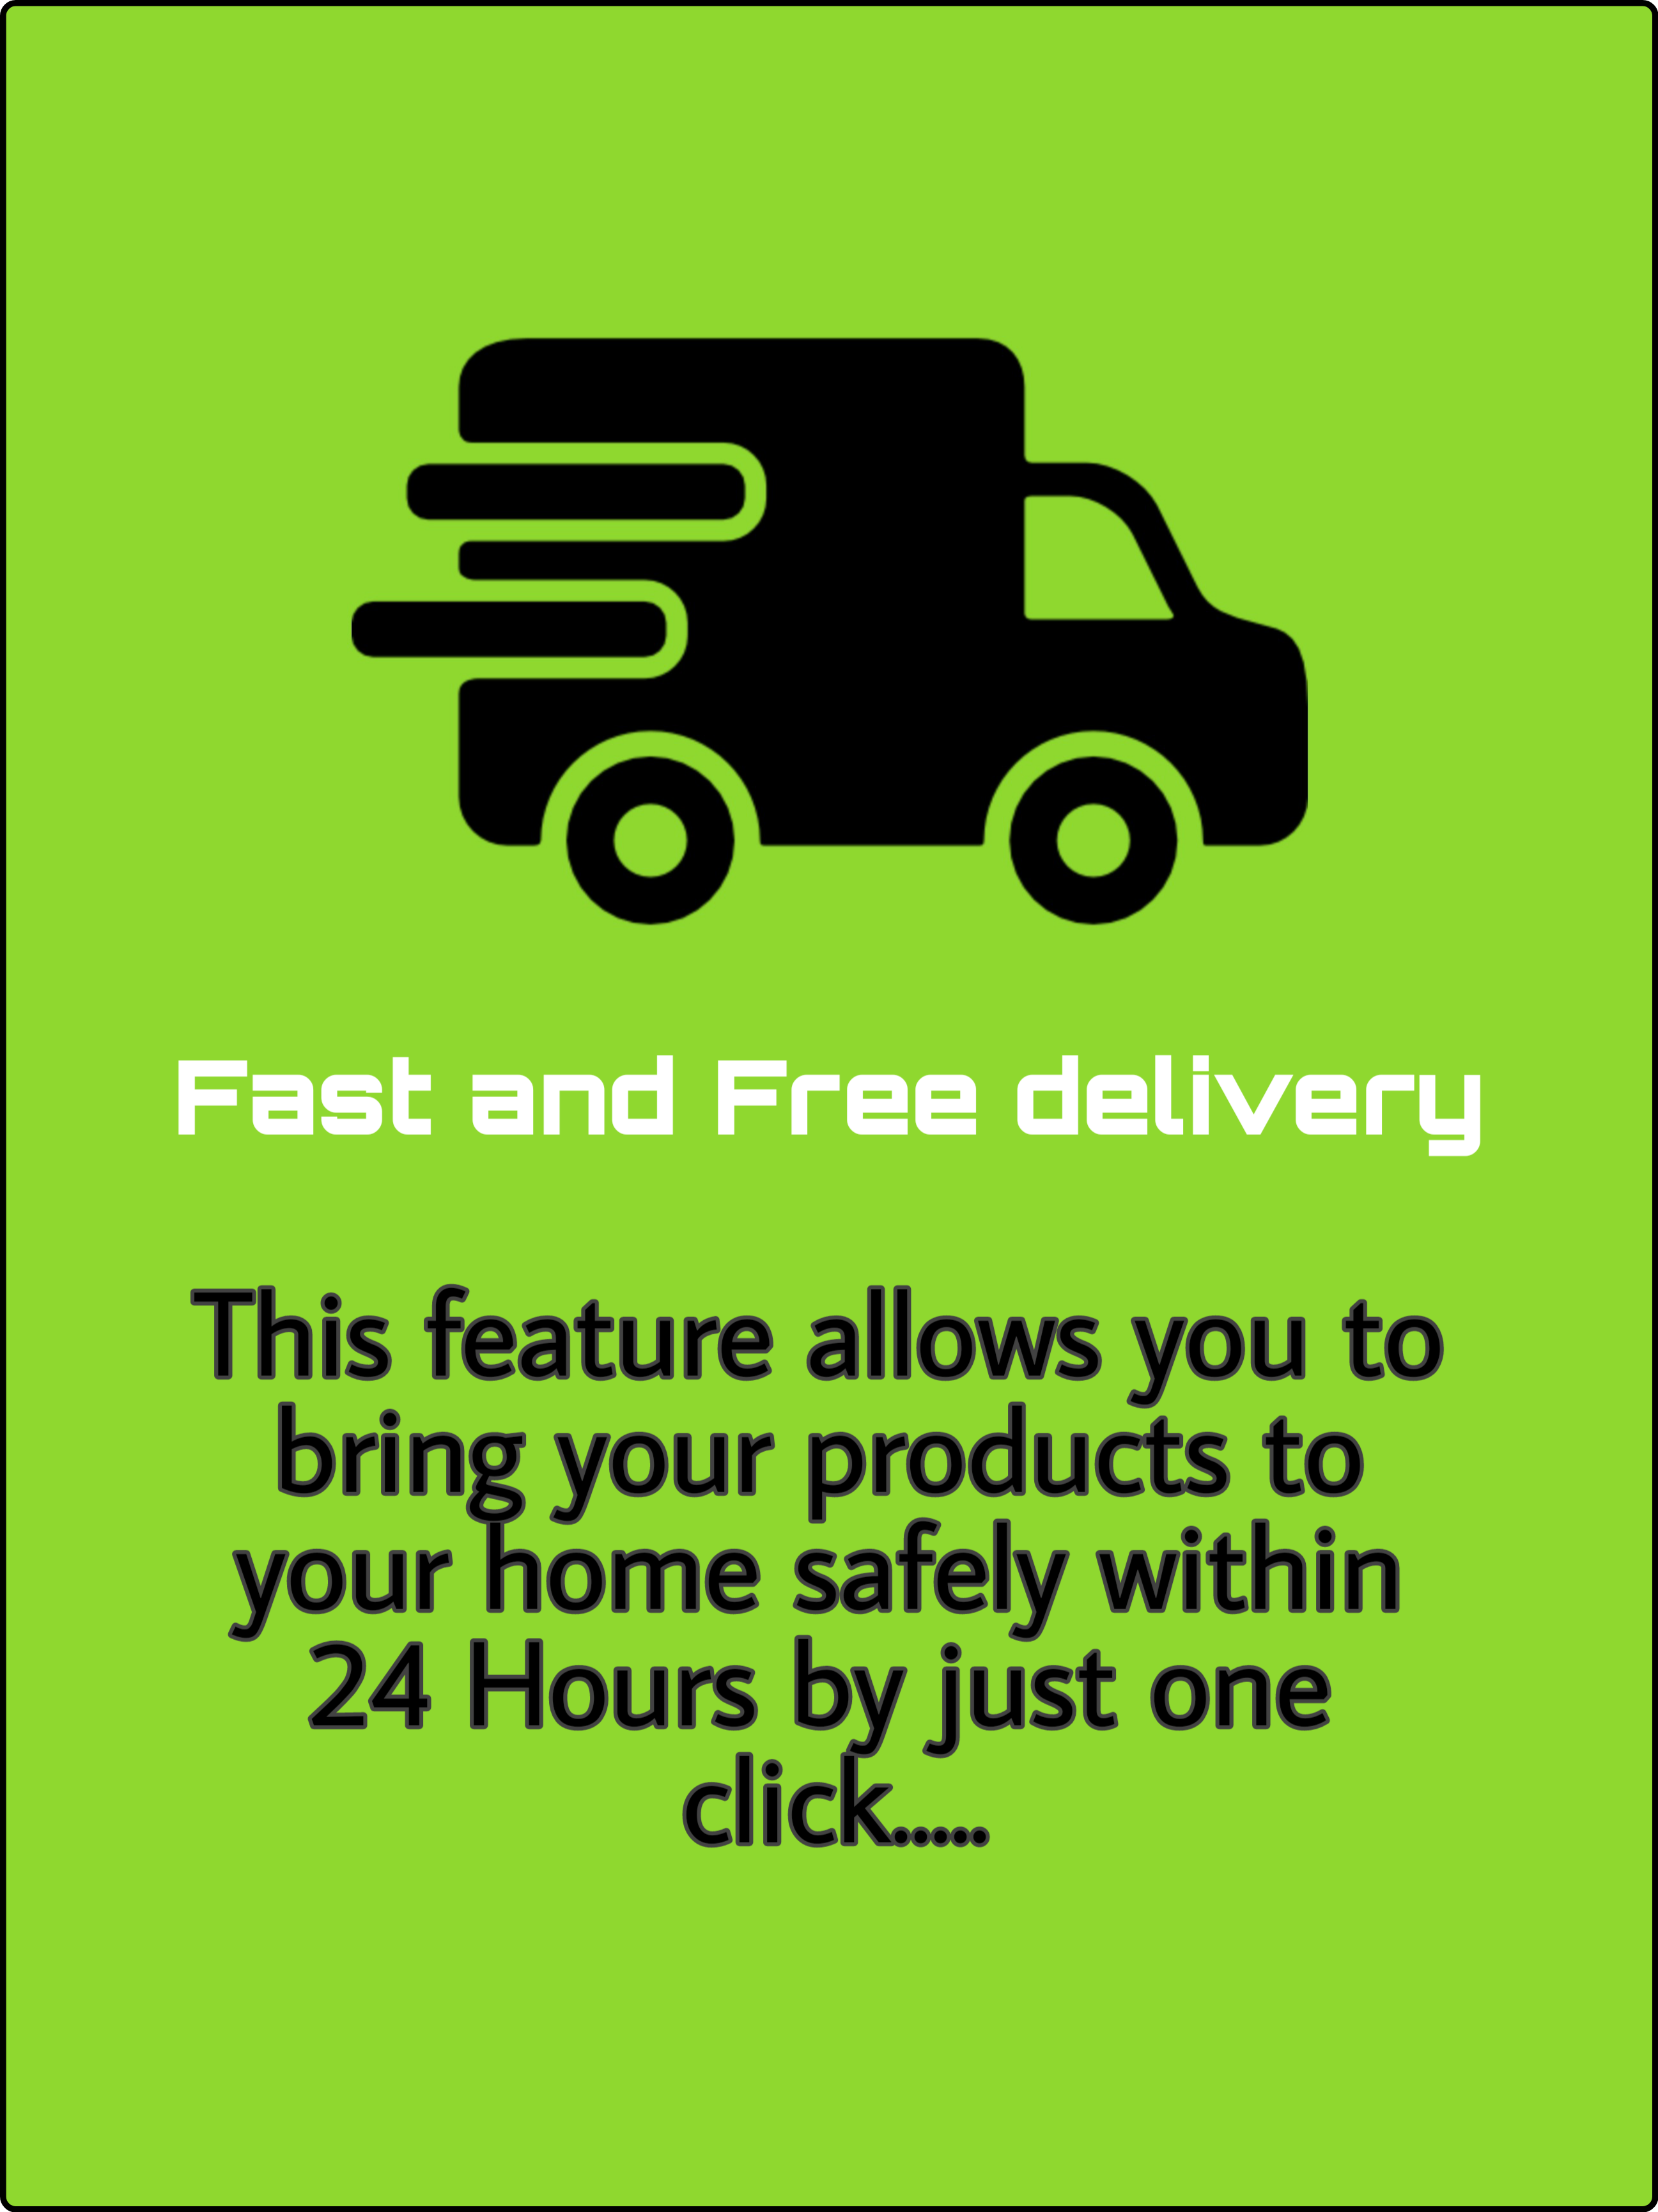 Fast and Free delivery
This feature allows you to
bring your products to
your home safely within
24 Hours by just one
click.....